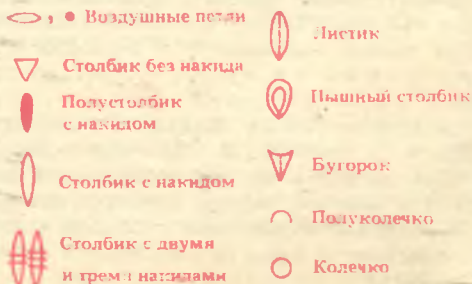 Воздушные петли
Столбик без накида
Полустолбик
с накидом
Столбик с накидом
Столбик с двумя
и тремя накидами
Листик
Пышный столбик
Бугорок
Полуколечко
Колечко